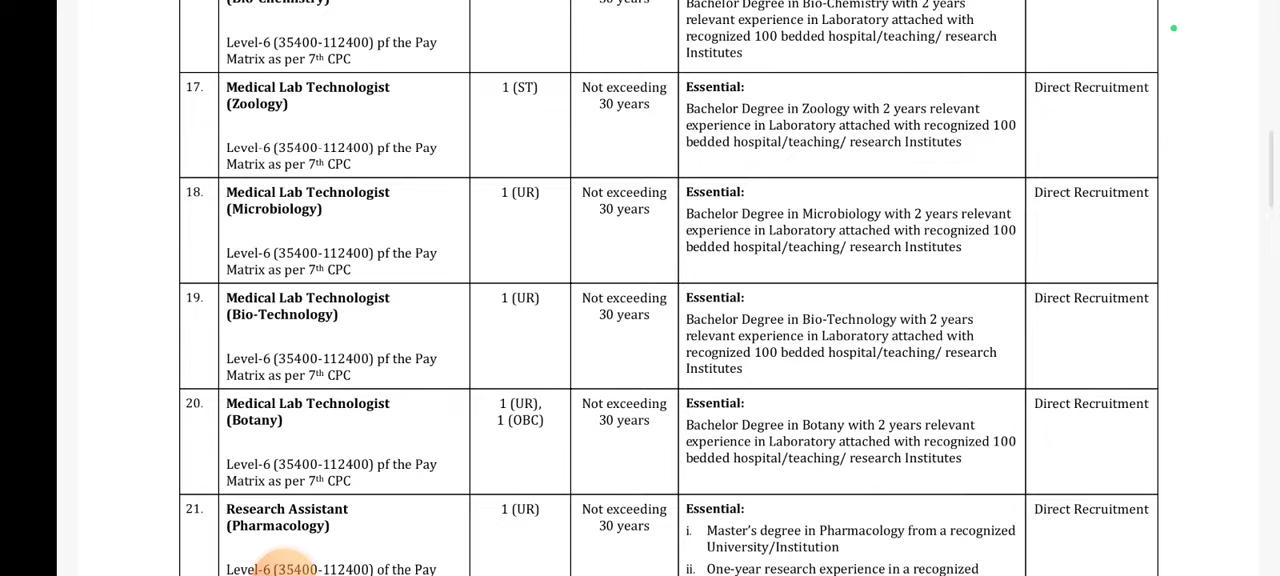 (Bio-Chemistry)
30 years
Bachelor Degree in Bio-Chemistry with 2 years
relevant experience in Laboratory attached with
recognized 100 bedded hospital/teaching/ research
Institutes
Level-6 (35400-112400) pf the Pay
Matrix as per 7th CPC
17.
Medical Lab Technologist
(Zoology)
Level-6 (35400-112400) pf the Pay
Matrix as per 7th CPC
1 (ST)
Not exceeding
30 years
Essential:
Bachelor Degree in Zoology with 2 years relevant
experience in Laboratory attached with recognized 100
bedded hospital/teaching/ research Institutes
Direct Recruitment
18.
Medical Lab Technologist
(Microbiology)
Level-6 (35400-112400) pf the Pay
Matrix as per 7th CPC
1 (UR)
Not exceeding
30 years
Essential:
Bachelor Degree in Microbiology with 2 years relevant
experience in Laboratory attached with recognized 100
bedded hospital/teaching/ research Institutes
Direct Recruitment
19.
Medical Lab Technologist
(Bio-Technology)
Level-6 (35400-112400) pf the Pay
Matrix as per 7th CPC
1 (UR)
Not exceeding
30 years
Essential:
Bachelor Degree in Bio-Technology with 2 years
relevant experience in Laboratory attached with
recognized 100 bedded hospital/teaching/ research
Institutes
Direct Recruitment
20.
Medical Lab Technologist
(Botany)
Level-6 (35400-112400) pf the Pay
Matrix as per 7th CPC
1 (UR),
1 (OBC)
Not exceeding
30 years
Essential:
Bachelor Degree in Botany with 2 years relevant
experience in Laboratory attached with recognized 100
bedded hospital/teaching/ research Institutes
Direct Recruitment
21.
Research Assistant
(Pharmacology)
Level-6 (35400-112400) of the Pay
1 (UR)
Not exceeding
30 years
Essential:
i. Master's degree in Pharmacology from a recognized
University/Institution
ii. One-year research experience in a recognized
Direct Recruitment